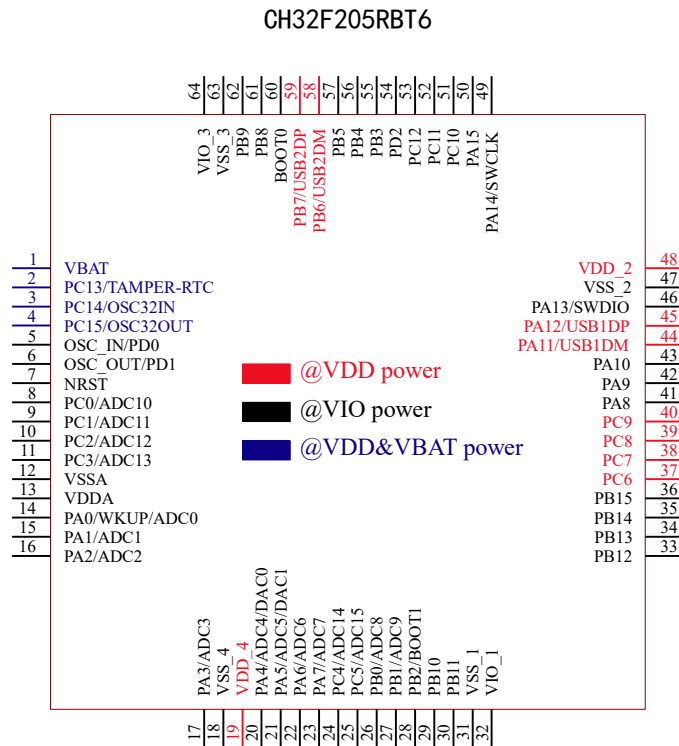 CH32F205RBT6
64
63
62
61
60
59
58
57
56
55
54
53
52
51
50
49
VIO_3
VSS_3
PB9
PB8
BOOT0
PB7/USB2DP
PB6/USB2DM
PB5
PB4
PB3
PD2
PC12
PC11
PC10
PA15
PA14/SWCLK
1 VBAT
2 PC13/TAMPER-RTC
3 PC14/OSC32IN
4 PC15/OSC32OUT
5 OSC_IN/PD0
6 OSC_OUT/PD1
7 NRST
8 PC0/ADC10
9 PC1/ADC11
10 PC2/ADC12
11 PC3/ADC13
12 VSSA
13 VDDA
14 PA0/WKUP/ADC0
15 PA1/ADC1
16 PA2/ADC2
@VDD power
@VIO power
@VDD&VBAT power
VDD_2 48
VSS_2 47
PA13/SWDIO 46
PA12/USB1DP 45
PA11/USB1DM 44
PA10 43
PA9 42
PA8 41
PC9 40
PC8 39
PC7 38
PC6 37
PB15 36
PB14 35
PB13 34
PB12 33
PA3/ADC3
VSS_4
VDD_4
PA4/ADC4/DAC0
PA5/ADC5/DAC1
PA6/ADC6
PA7/ADC7
PC4/ADC14
PC5/ADC15
PB0/ADC8
PB1/ADC9
PB2/BOOT1
PB10
PB11
VSS_1
VIO_1
17
18
19
20
21
22
23
24
25
26
27
28
29
30
31
32